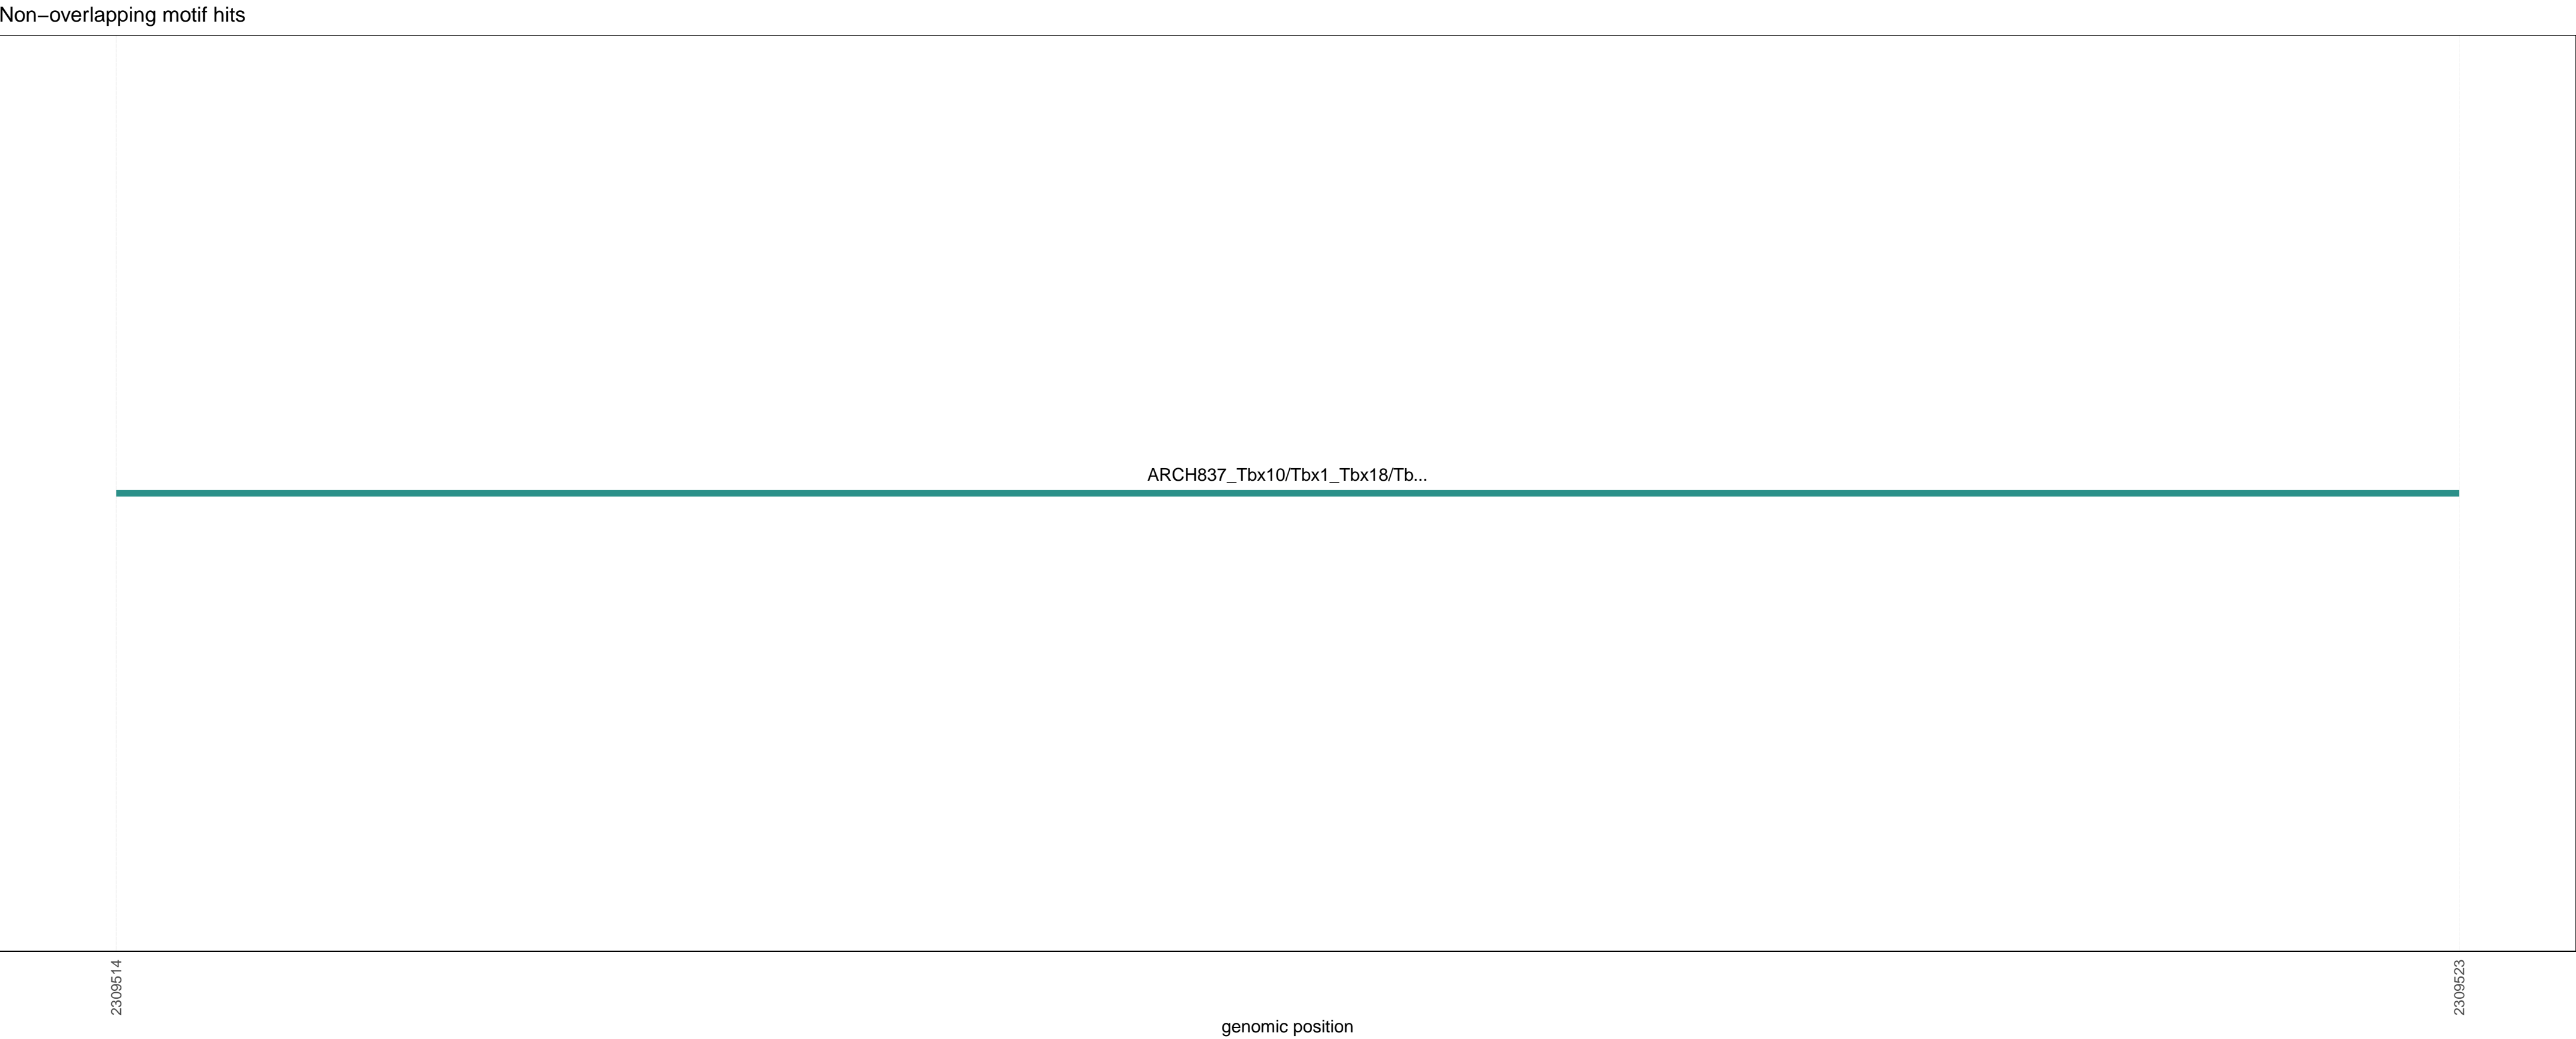 Non−overlapping motif hits
ARCH837_Tbx10/Tbx1_Tbx18/Tb...
2309514
2309523
genomic position